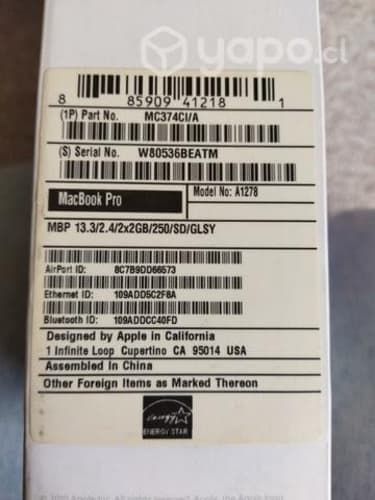 yapo.cl
8 85909 41218 1
(1P) Part No. MC374CI/A
(S) Serial No. W80536BEATM
MacBook Pro Model No: A1278
MBP 13.3/2.4/2x2GB/250/SD/GLSY
AirPort ID: 8C7B9DD66573
Ethernet ID: 109ADD5C2F8A
Bluetooth ID: 109ADDCC40FD
Designed by Apple in California
1 Infinite Loop Cupertino CA 95014 USA
Assembled In China
Other Foreign Items as Marked Thereon
energy
ENERGY STAR